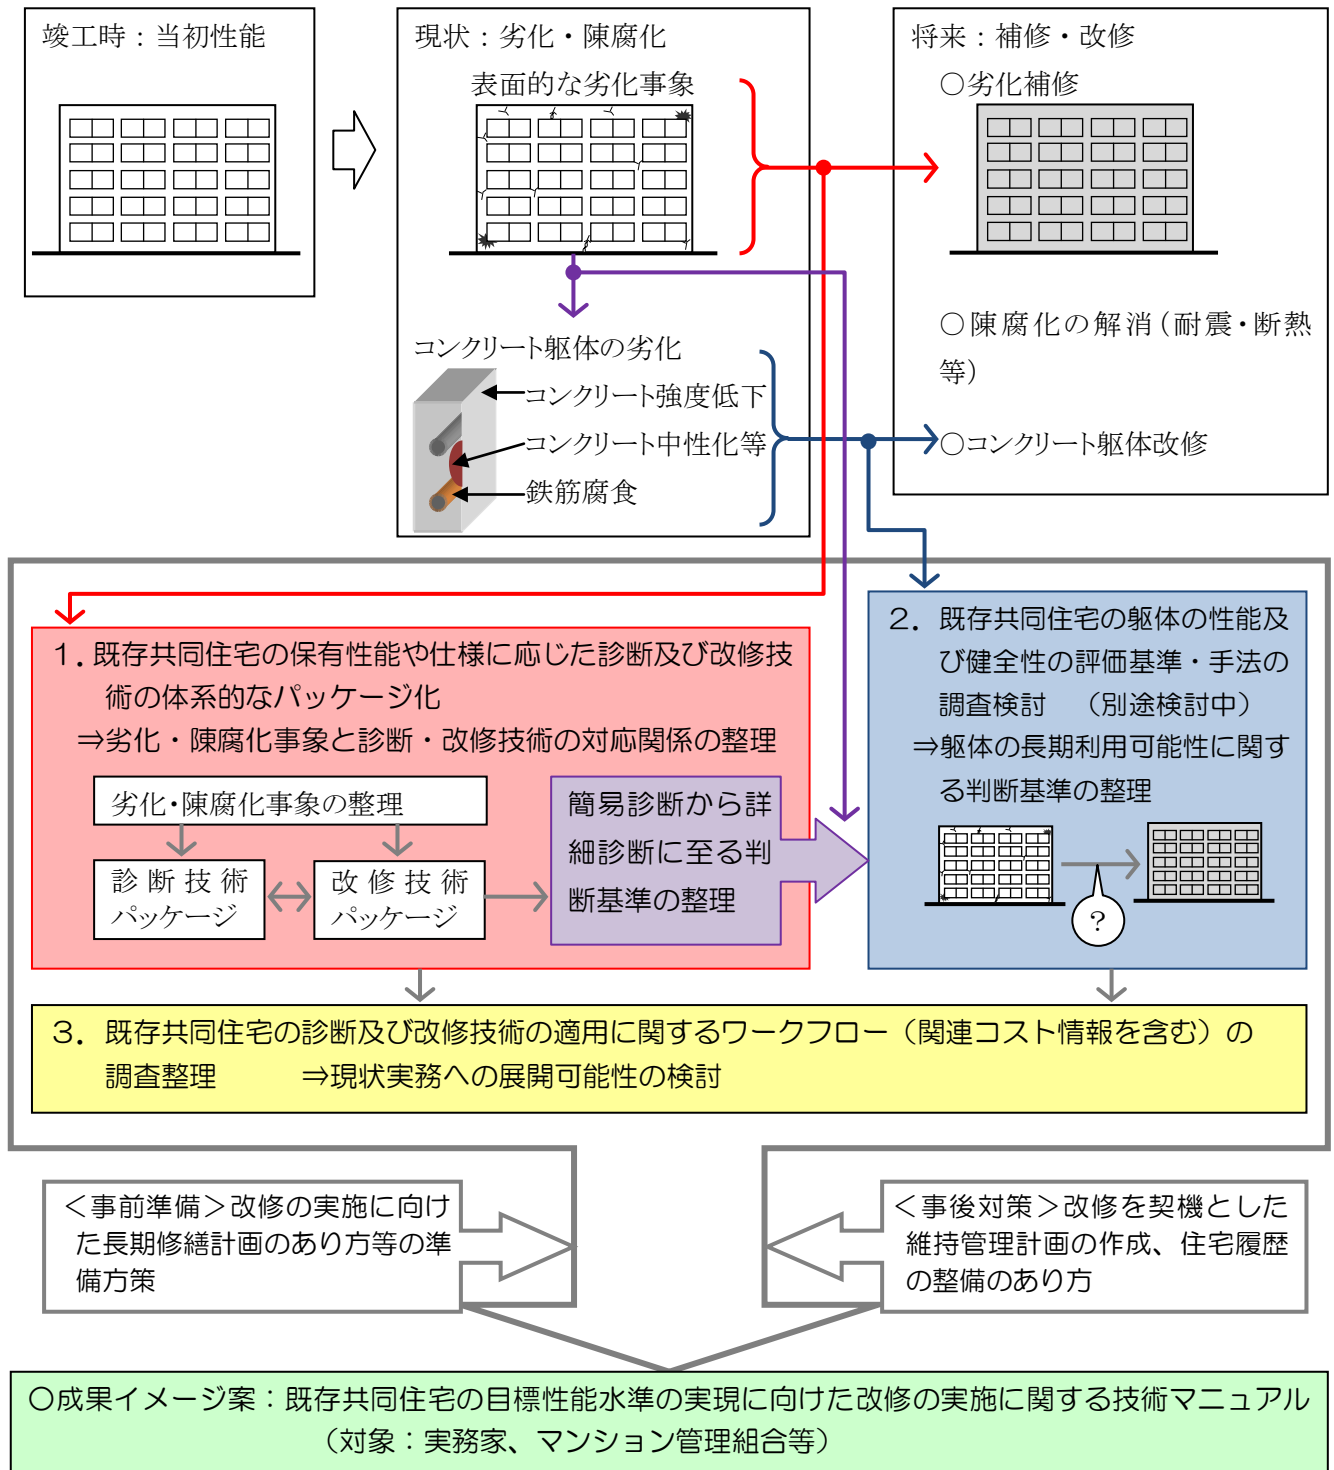 竣工時：当初性能
現状：劣化・陳腐化
表面的な劣化事象
コンクリート躯体の劣化
コンクリート強度低下
コンクリート中性化等
鉄筋腐食
将来：補修・改修
○劣化補修
○陳腐化の解消（耐震・断熱
等）
○コンクリート躯体改修
１．既存共同住宅の保有性能や仕様に応じた診断及び改修技
術の体系的なパッケージ化
⇒劣化・陳腐化事象と診断・改修技術の対応関係の整理
劣化・陳腐化事象の整理
診断技術
パッケージ
改修技術
パッケージ
簡易診断から詳
細診断に至る判
断基準の整理
２．既存共同住宅の躯体の性能及
び健全性の評価基準・手法の
調査検討　（別途検討中）
⇒躯体の長期利用可能性に関す
る判断基準の整理
？
３．既存共同住宅の診断及び改修技術の適用に関するワークフロー（関連コスト情報を含む）の
調査整理　　⇒現状実務への展開可能性の検討
＜事前準備＞改修の実施に向け
た長期修繕計画のあり方等の準
備方策
＜事後対策＞改修を契機とした
維持管理計画の作成、住宅履歴
の整備のあり方
○成果イメージ案：既存共同住宅の目標性能水準の実現に向けた改修の実施に関する技術マニュアル
（対象：実務家、マンション管理組合等）